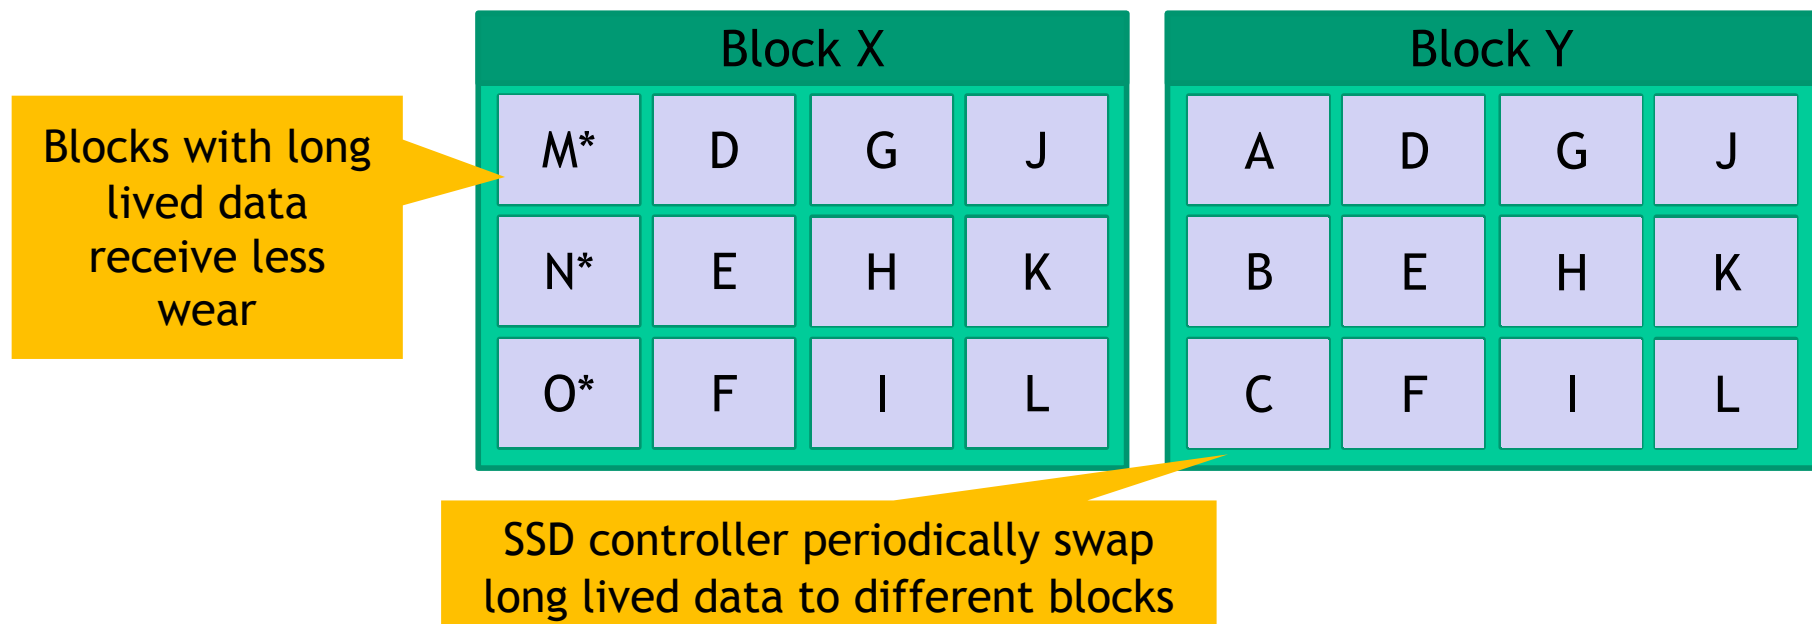 Block X
Block Y
Blocks with long
lived data
receive less
wear
M* D G J
N* E H K
O* F I L
A D G J
B E H K
C F I L
SSD controller periodically swap
long lived data to different blocks